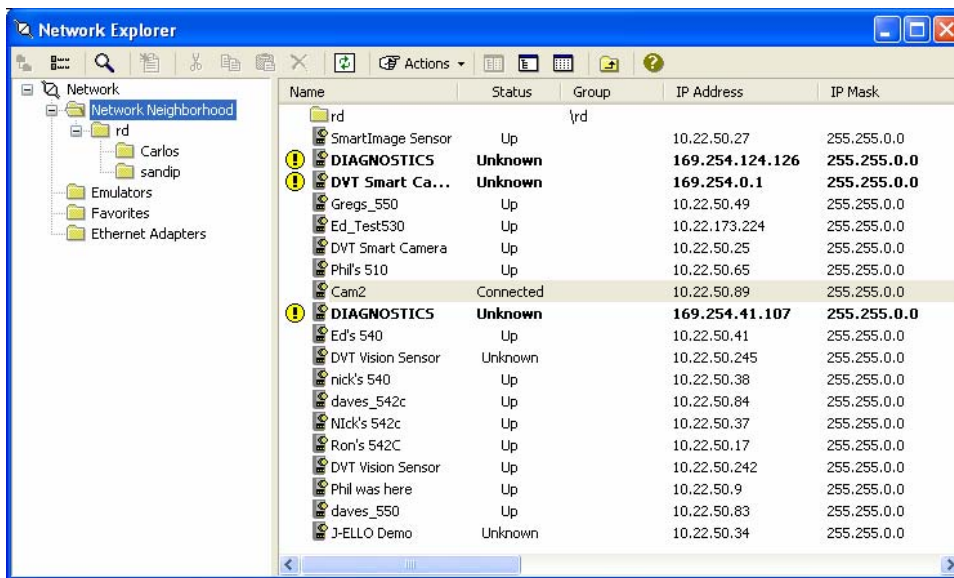 Network Explorer
Actions
Network
Network Neighborhood
rd
Carlos
sandip
Emulators
Favorites
Ethernet Adapters
Name Status Group IP Address IP Mask
rd \rd
SmartImage Sensor Up 10.22.50.27 255.255.0.0
DIAGNOSTICS Unknown 169.254.124.126 255.255.0.0
DVT Smart Ca... Unknown 169.254.0.1 255.255.0.0
Gregs_550 Up 10.22.50.49 255.255.0.0
Ed_Test530 Up 10.22.173.224 255.255.0.0
DVT Smart Camera Up 10.22.50.25 255.255.0.0
Phil's 510 Up 10.22.50.65 255.255.0.0
Cam2 Connected 10.22.50.89 255.255.0.0
DIAGNOSTICS Unknown 169.254.41.107 255.255.0.0
Ed's 540 Up 10.22.50.41 255.255.0.0
DVT Vision Sensor Unknown 10.22.50.245 255.255.0.0
nick's 540 Up 10.22.50.38 255.255.0.0
daves_542c Up 10.22.50.84 255.255.0.0
NIck's 542c Up 10.22.50.37 255.255.0.0
Ron's 542C Up 10.22.50.17 255.255.0.0
DVT Vision Sensor Up 10.22.50.242 255.255.0.0
Phil was here Up 10.22.50.9 255.255.0.0
daves_550 Up 10.22.50.83 255.255.0.0
J-ELLO Demo Unknown 10.22.50.34 255.255.0.0